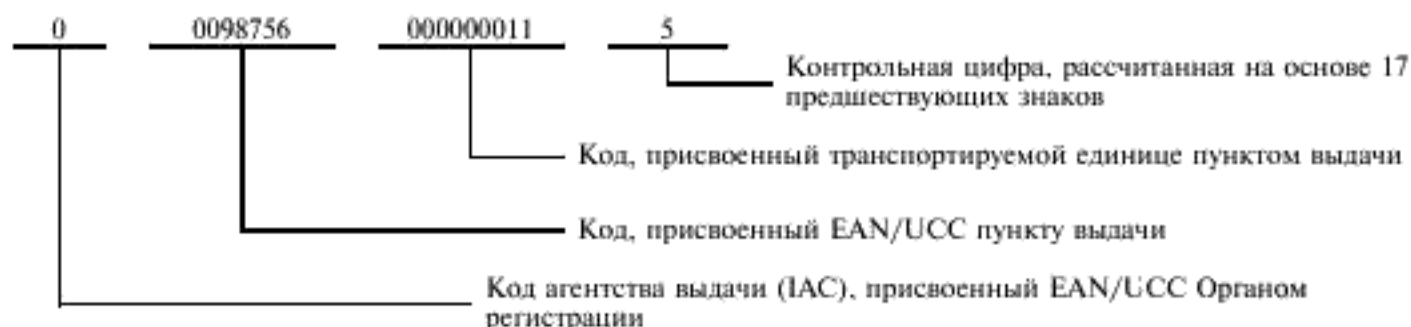 0 0098756 000000011 5
Контрольная цифра, рассчитанная на основе 17
предшествующих знаков
Код, присвоенный транспортируемой единице пунктом выдачи
Код, присвоенный EAN/UCC пункту выдачи
Код агентства выдачи (IAC), присвоенный EAN/UCC Органом
регистрации